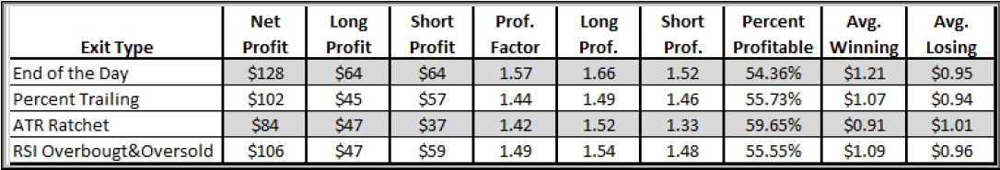 Exit Type Net Profit Long Profit Short Profit Prof. Factor Long Prof. Short Prof. Percent Profitable Avg. Winning Avg. Losing
End of the Day $128 $64 $64 1.57 1.66 1.52 54.36% $1.21 $0.95
Percent Trailing $102 $45 $57 1.44 1.49 1.46 55.73% $1.07 $0.94
ATR Ratchet $84 $47 $37 1.42 1.52 1.33 59.65% $0.91 $1.01
RSI Overbougt&Oversold $106 $47 $59 1.49 1.54 1.48 55.55% $1.09 $0.96